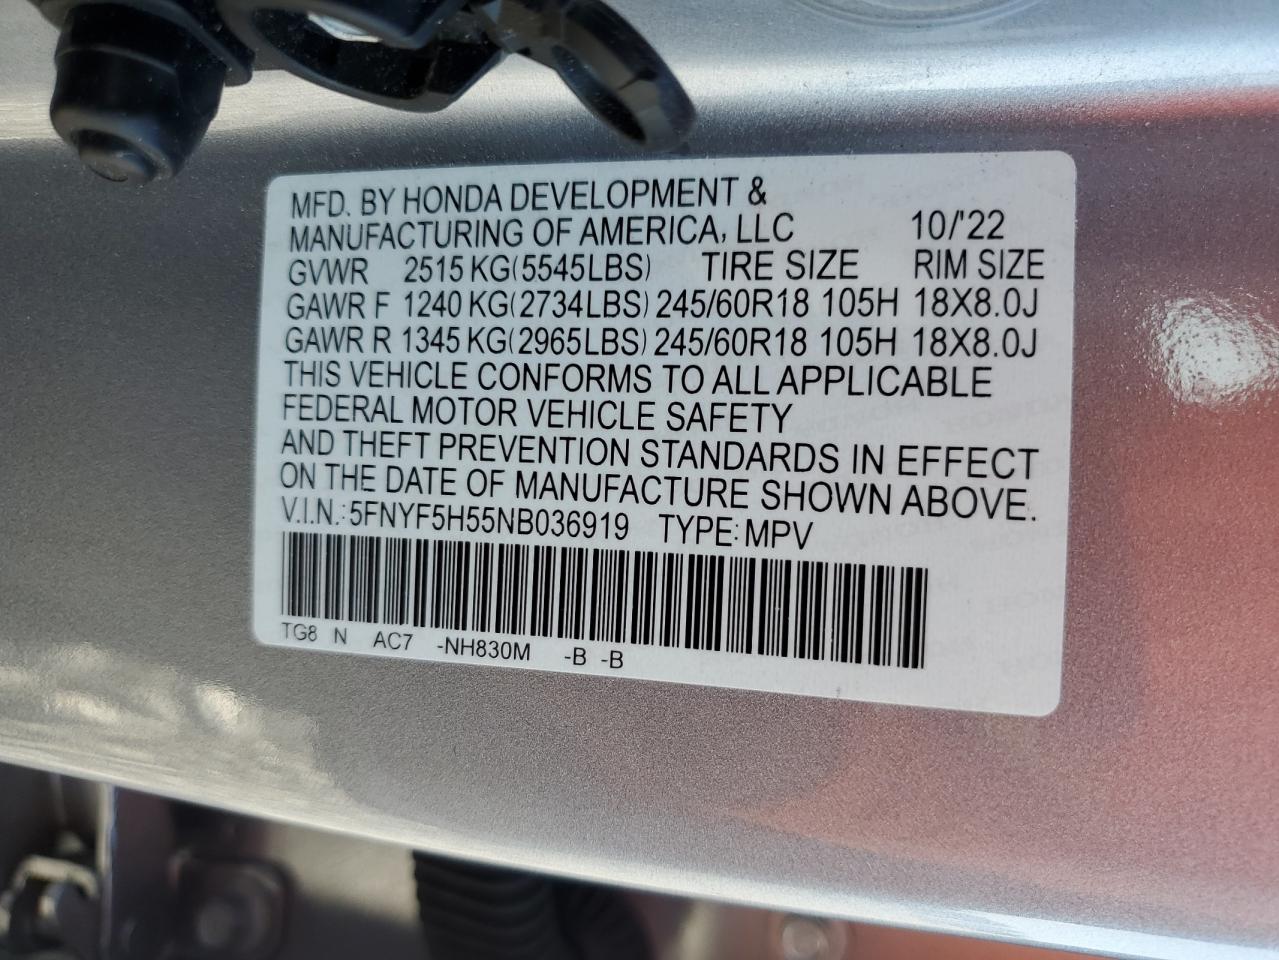 MFD. BY HONDA DEVELOPMENT &
MANUFACTURING OF AMERICA, LLC 10/'22
GVWR 2515 KG(5545LBS) TIRE SIZE RIM SIZE
GAWR F 1240 KG(2734LBS) 245/60R18 105H 18X8.0J
GAWR R 1345 KG(2965LBS) 245/60R18 105H 18X8.0J
THIS VEHICLE CONFORMS TO ALL APPLICABLE
FEDERAL MOTOR VEHICLE SAFETY
AND THEFT PREVENTION STANDARDS IN EFFECT
ON THE DATE OF MANUFACTURE SHOWN ABOVE.
V.I.N.: 5FNYF5H55NB036919 TYPE: MPV
TG8 N AC7 -NH830M -B -B